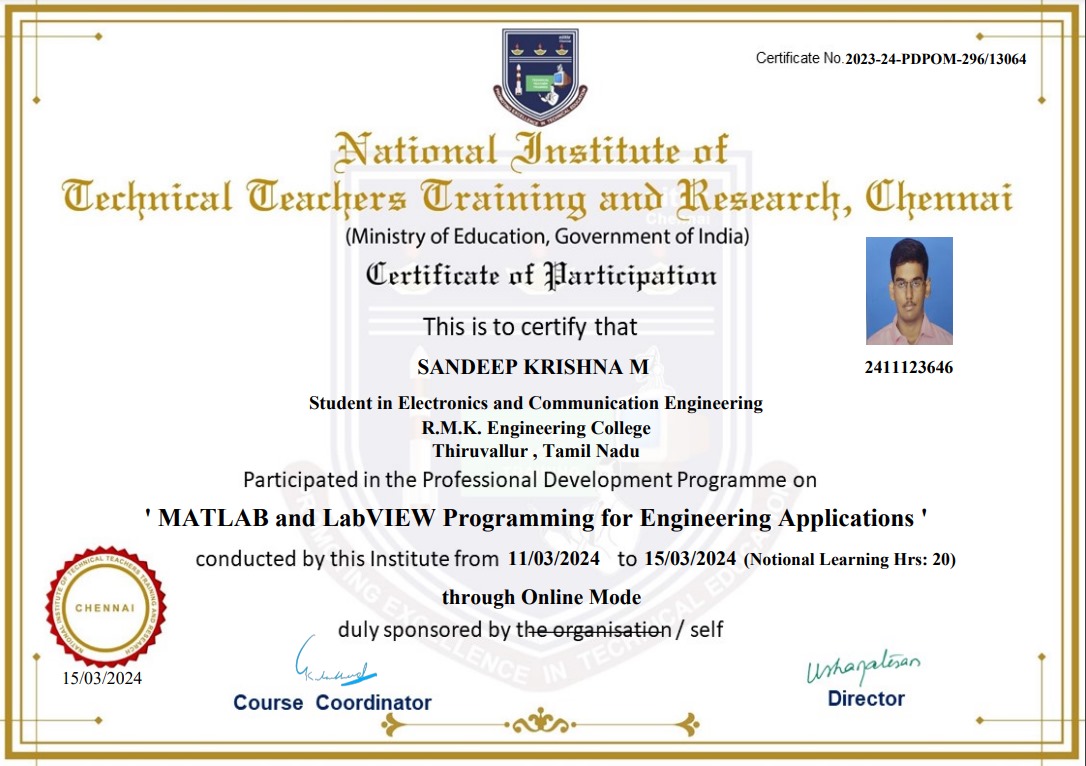 Certificate No. 2023-24-PDPOM-296/13064
National Institute of
Technical Teachers Training and Research, Chennai
(Ministry of Education, Government of India)
Certificate of Participation
This is to certify that
SANDEEP KRISHNA M
2411123646
Student in Electronics and Communication Engineering
R.M.K. Engineering College
Thiruvallur , Tamil Nadu
Participated in the Professional Development Programme on
' MATLAB and LabVIEW Programming for Engineering Applications '
conducted by this Institute from 11/03/2024 to 15/03/2024 (Notional Learning Hrs: 20)
through Online Mode
duly sponsored by the organisation / self
NATIONAL INSTITUTE OF TECHNICAL TEACHERS TRAINING AND RESEARCH
CHENNAI
15/03/2024
Course Coordinator
Director